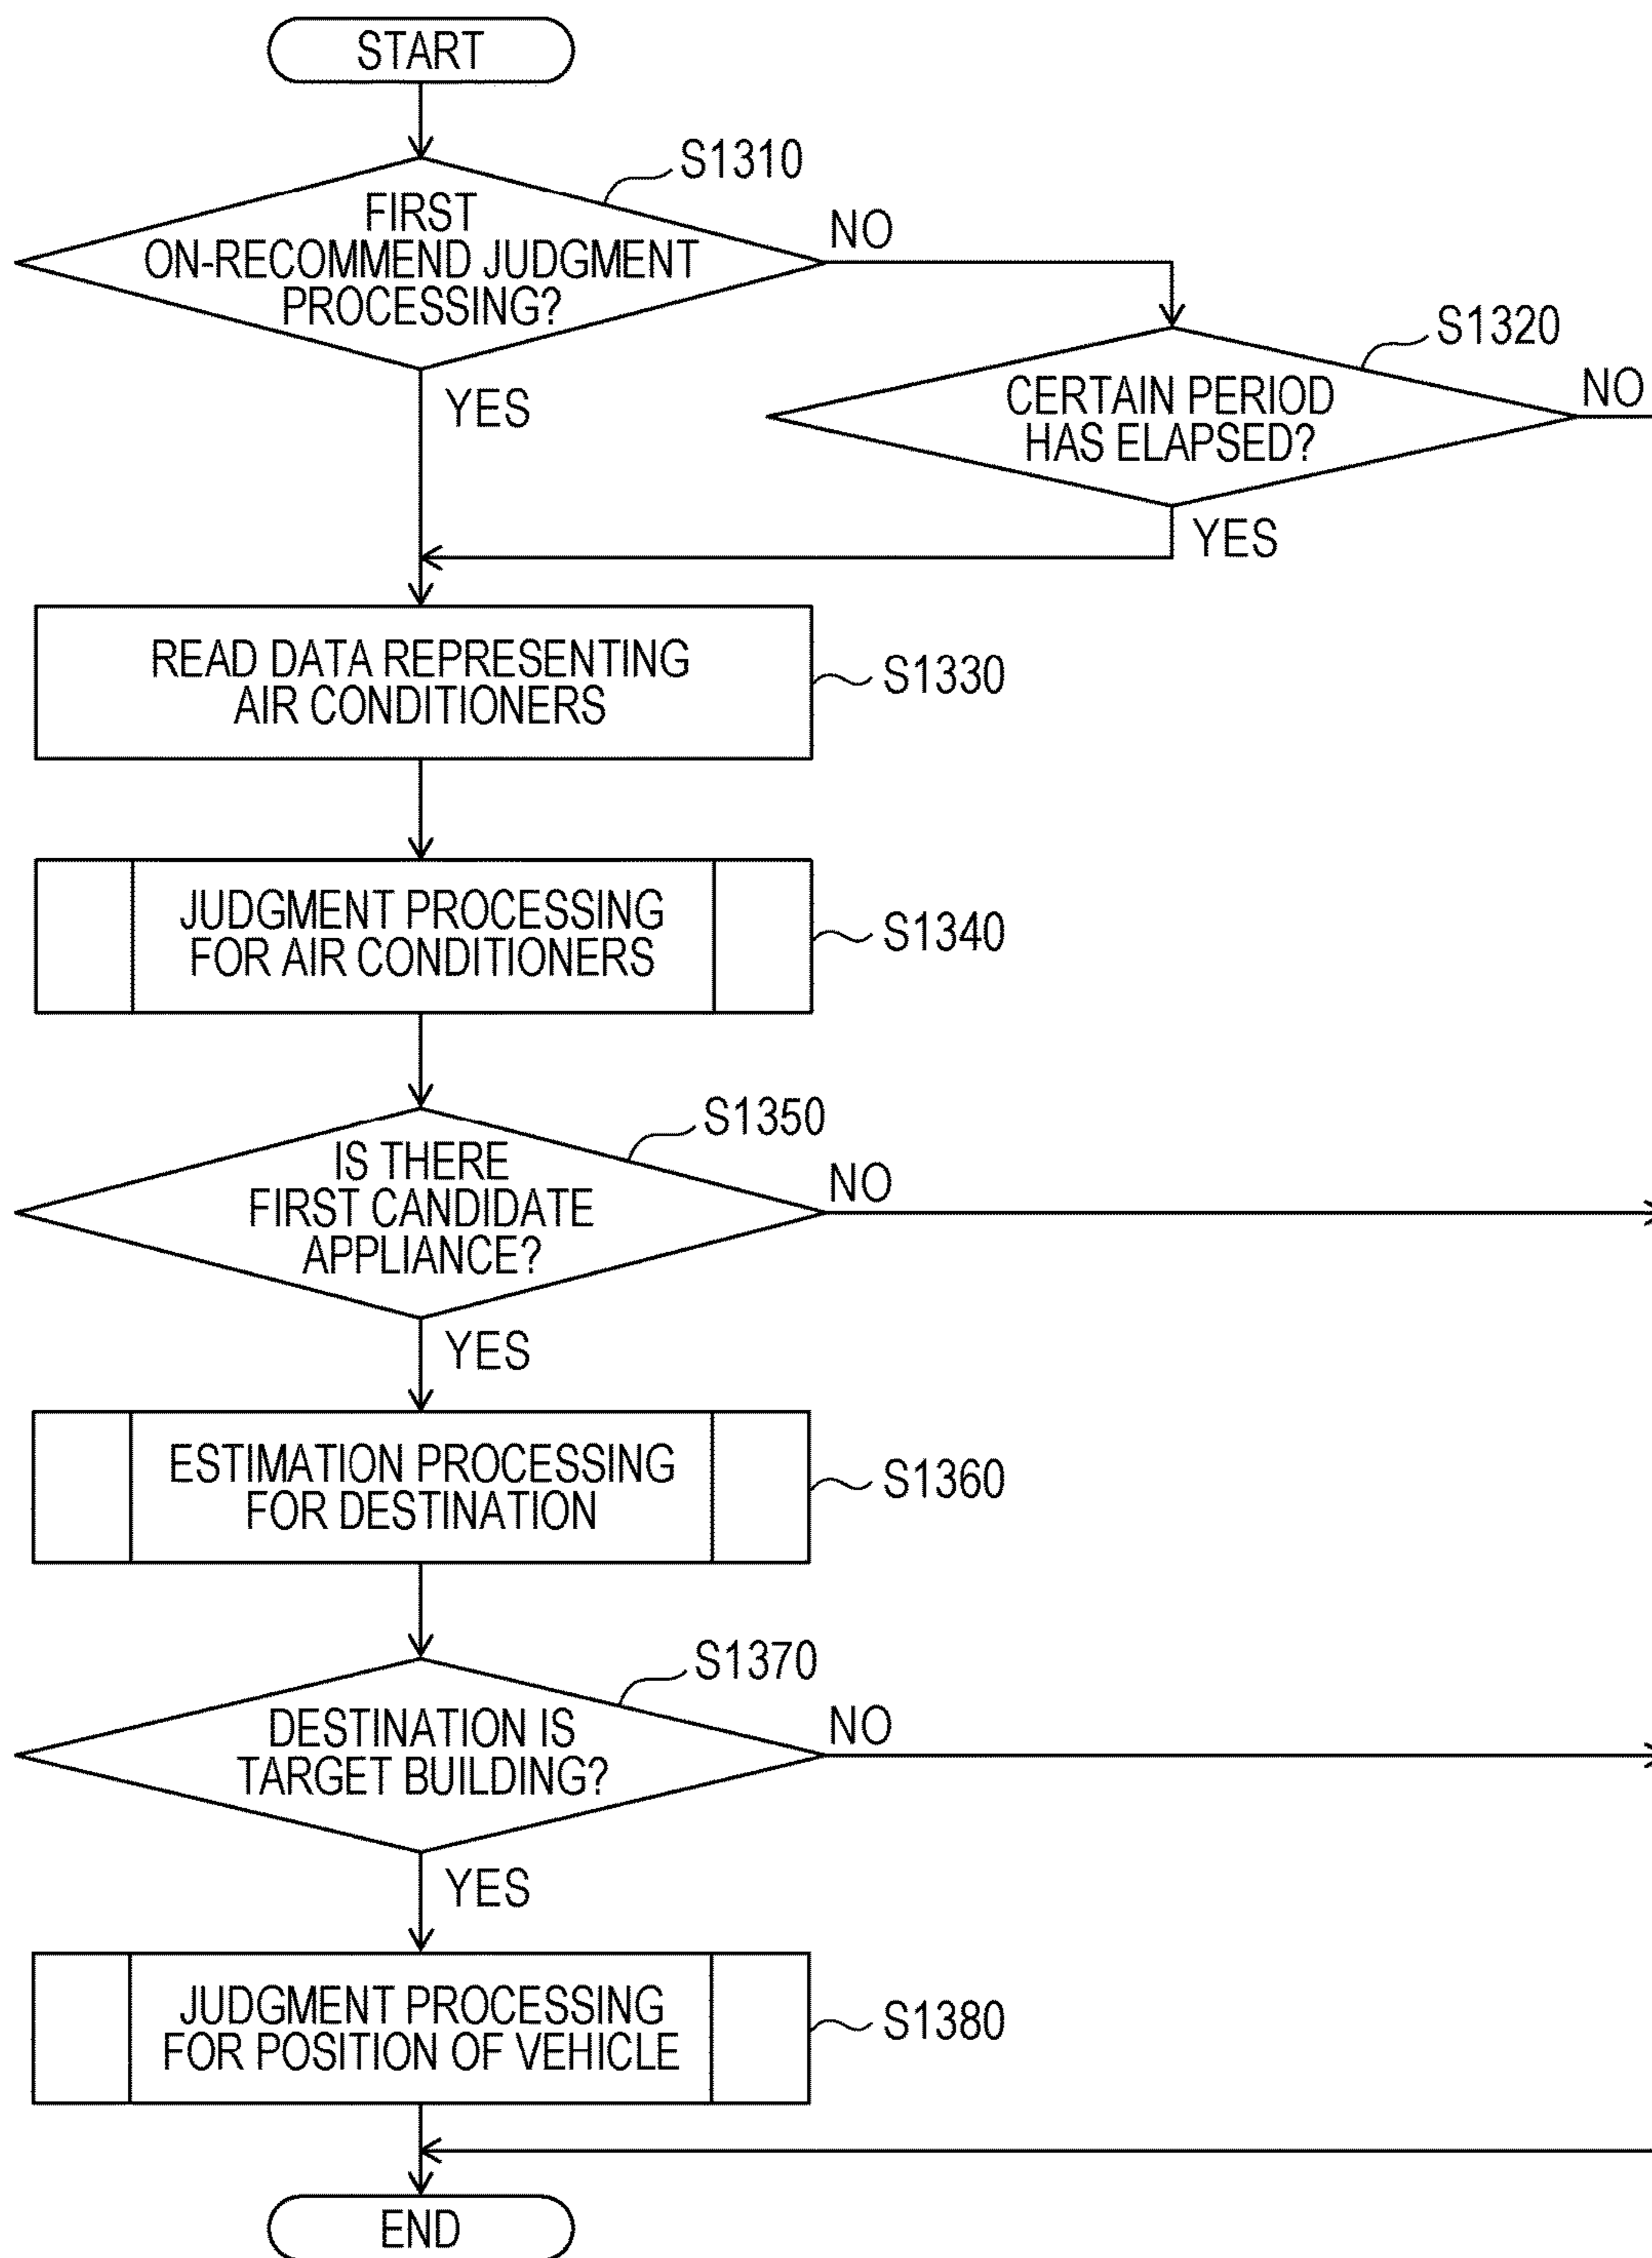 START
S1310
FIRST
ON-RECOMMEND JUDGMENT
PROCESSING?
NO
YES
S1320
CERTAIN PERIOD
HAS ELAPSED?
NO
YES
READ DATA REPRESENTING
AIR CONDITIONERS
S1330
JUDGMENT PROCESSING
FOR AIR CONDITIONERS
S1340
S1350
IS THERE
FIRST CANDIDATE
APPLIANCE?
NO
YES
ESTIMATION PROCESSING
FOR DESTINATION
S1360
S1370
DESTINATION IS
TARGET BUILDING?
NO
YES
JUDGMENT PROCESSING
FOR POSITION OF VEHICLE
S1380
END